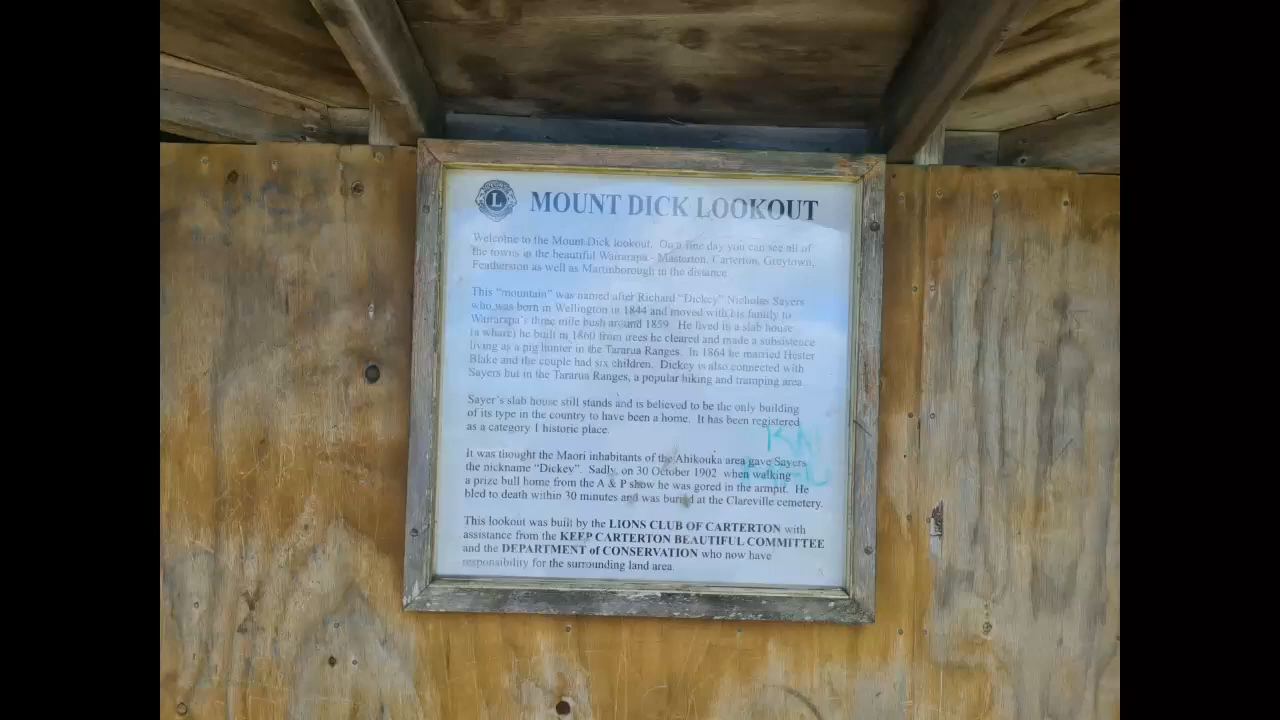 L
MOUNT DICK LOOKOUT
Welcome to the Mount Dick lookout. On a fine day you can see all of
the towns in the beautiful Wairarapa - Masterton, Carterton, Greytown,
Featherston as well as Martinborough in the distance.
This "mountain" was named after Richard "Dickey" Nicholas Sayers
who was born in Wellington in 1844 and moved with his family to
Wairarapa's three mile bush around 1859. He lived in a slab house
(a whare) he built in 1860 from trees he cleared and made a subsistence
living as a pig hunter in the Tararua Ranges. In 1864 he married Hester
Blake and the couple had six children. Dickey is also connected with
Sayers hut in the Tararua Ranges, a popular hiking and tramping area.
Sayer's slab house still stands and is believed to be the only building
of its type in the country to have been a home. It has been registered
as a category 1 historic place.
It was thought the Maori inhabitants of the Ahikouka area gave Sayers
the nickname "Dickey". Sadly, on 30 October 1902 when walking
a prize bull home from the A & P show he was gored in the armpit. He
bled to death within 30 minutes and was buried at the Clareville cemetery.
This lookout was built by the LIONS CLUB OF CARTERTON with
assistance from the KEEP CARTERTON BEAUTIFUL COMMITTEE
and the DEPARTMENT of CONSERVATION who now have
responsibility for the surrounding land area.